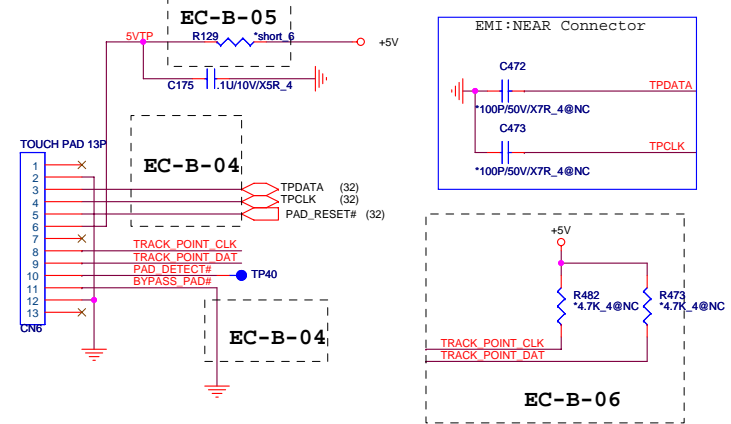 EC-B-05
5VTP
R129
*short_6
+5V
C175
.1U/10V/X5R_4
TOUCH PAD 13P
EC-B-04
1
2
3
4
5
6
7
8
9
10
11
12
13
CN6
TPDATA (32)
TPCLK (32)
PAD_RESET# (32)
TRACK_POINT_CLK
TRACK_POINT_DAT
PAD_DETECT#
TP40
BYPASS_PAD#
EC-B-04
EMI:NEAR Connector
C472
TPDATA
*100P/50V/X7R_4@NC
C473
TPCLK
*100P/50V/X7R_4@NC
+5V
R482
*4.7K_4@NC
R473
*4.7K_4@NC
TRACK_POINT_CLK
TRACK_POINT_DAT
EC-B-06